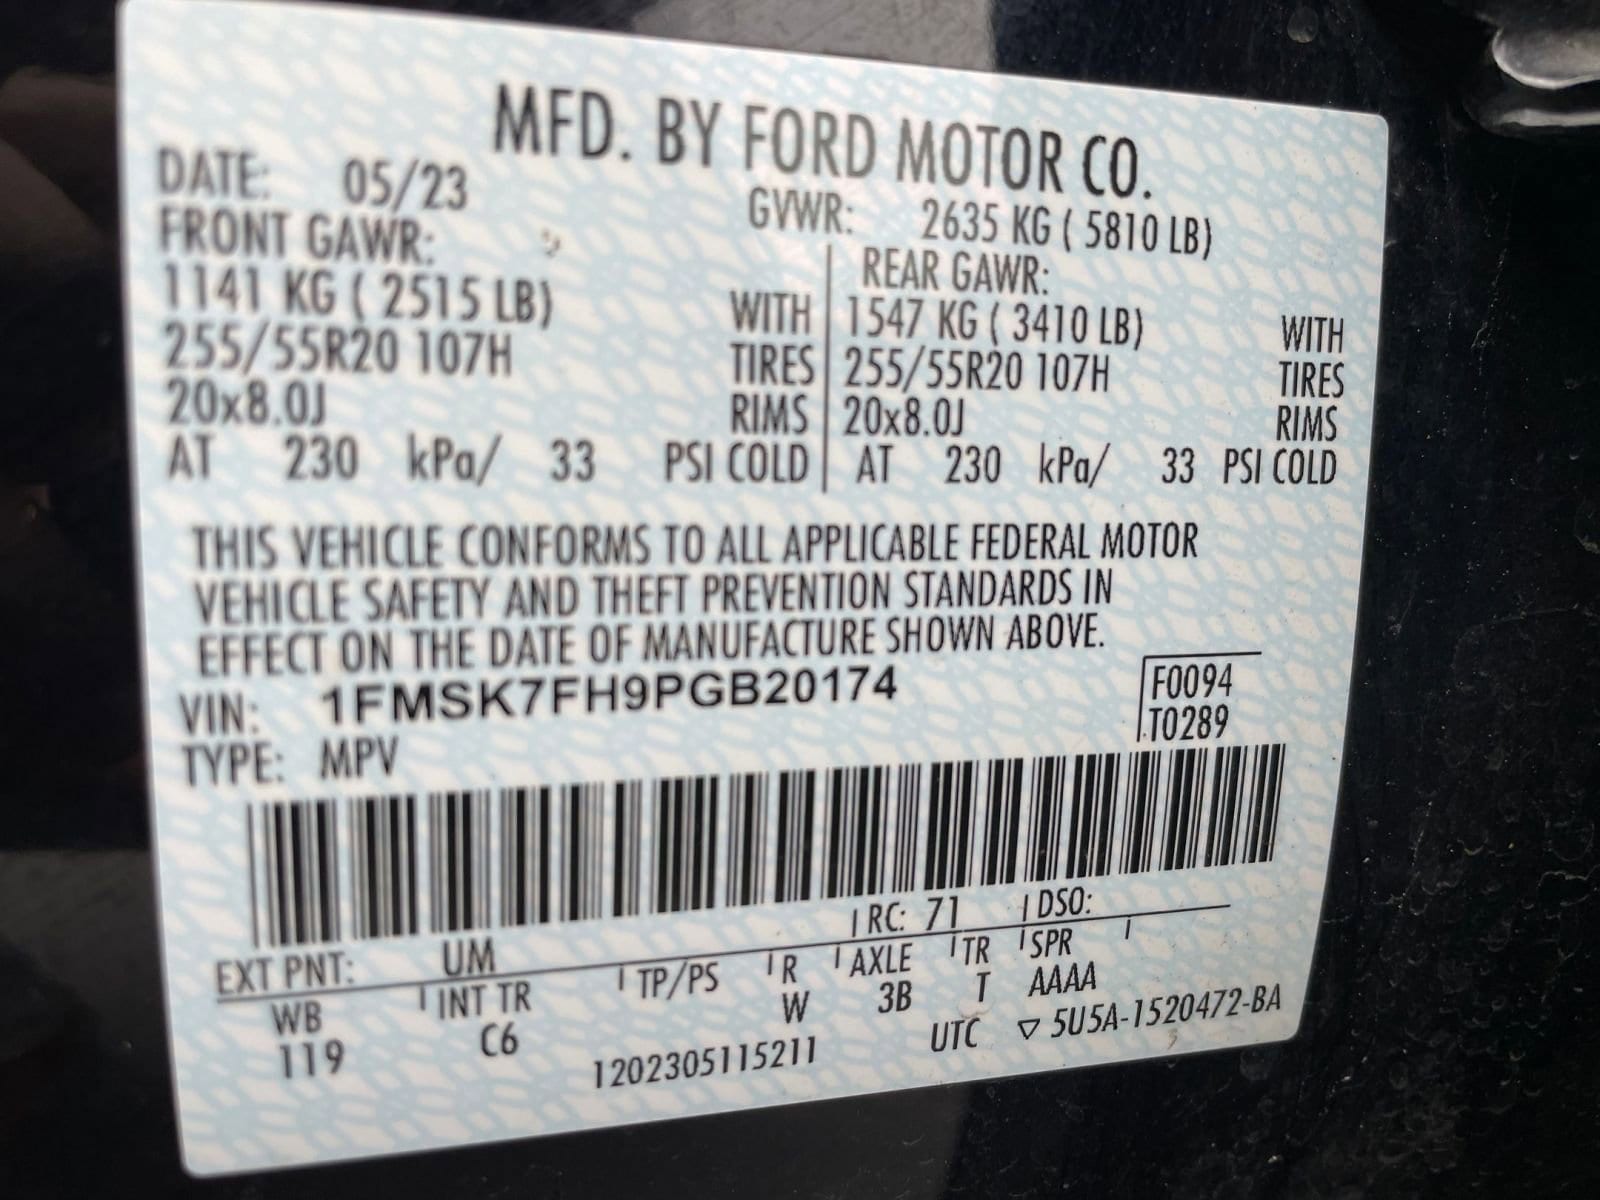 MFD. BY FORD MOTOR CO.
DATE: 05/23 GVWR: 2635 KG ( 5810 LB)
FRONT GAWR: REAR GAWR:
1141 KG ( 2515 LB) WITH 1547 KG ( 3410 LB) WITH
255/55R20 107H TIRES 255/55R20 107H TIRES
20x8.0J RIMS 20x8.0J RIMS
AT 230 kPa/ 33 PSI COLD AT 230 kPa/ 33 PSI COLD
THIS VEHICLE CONFORMS TO ALL APPLICABLE FEDERAL MOTOR
VEHICLE SAFETY AND THEFT PREVENTION STANDARDS IN
EFFECT ON THE DATE OF MANUFACTURE SHOWN ABOVE.
VIN: 1FMSK7FH9PGB20174 F0094
TYPE: MPV T0289
EXT PNT: UM RC: 71 DSO:
WB INT TR TP/PS R AXLE TR SPR
119 C6 W 3B T AAAA
1202305115211 UTC ▽ 5U5A-1520472-BA